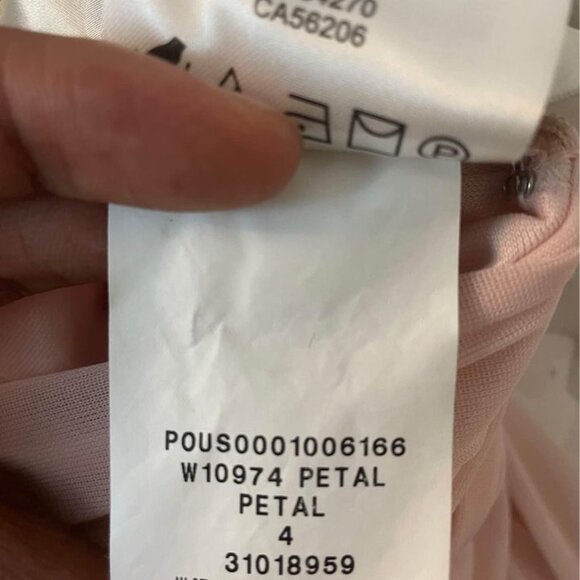 CA56206
P
POUS0001006166
W10974 PETAL
PETAL
4
31018959